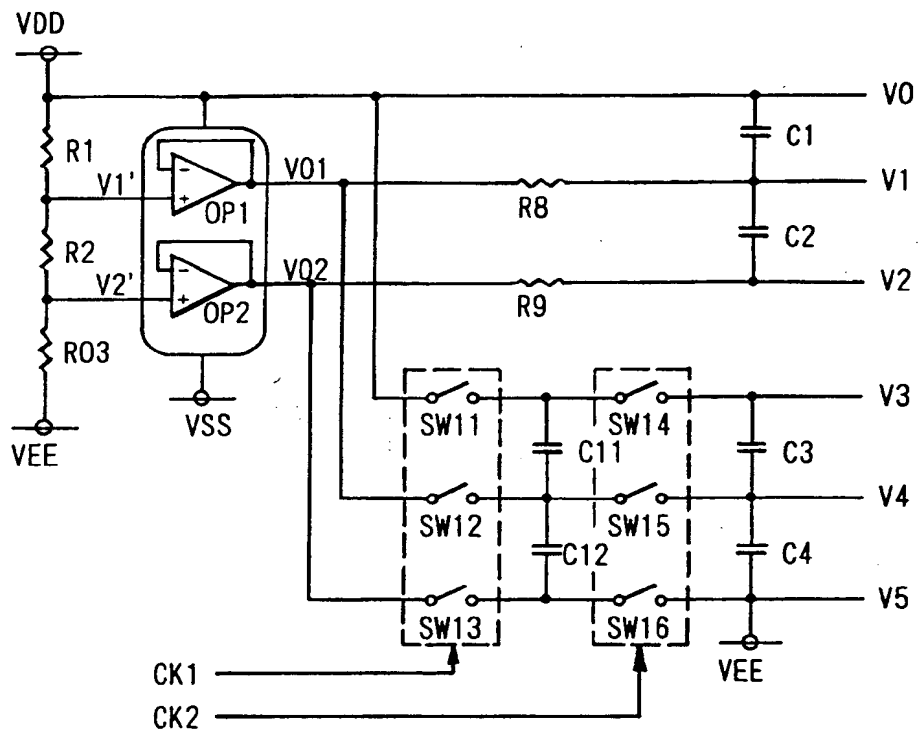 VDD
V0
R1
C1
V1'
V01
V1
OP1
R8
R2
C2
V2'
V02
V2
OP2
R9
R03
VSS
VEE
V3
SW11
SW14
C11
C3
V4
SW12
SW15
C12
C4
V5
SW13
SW16
VEE
CK1
CK2